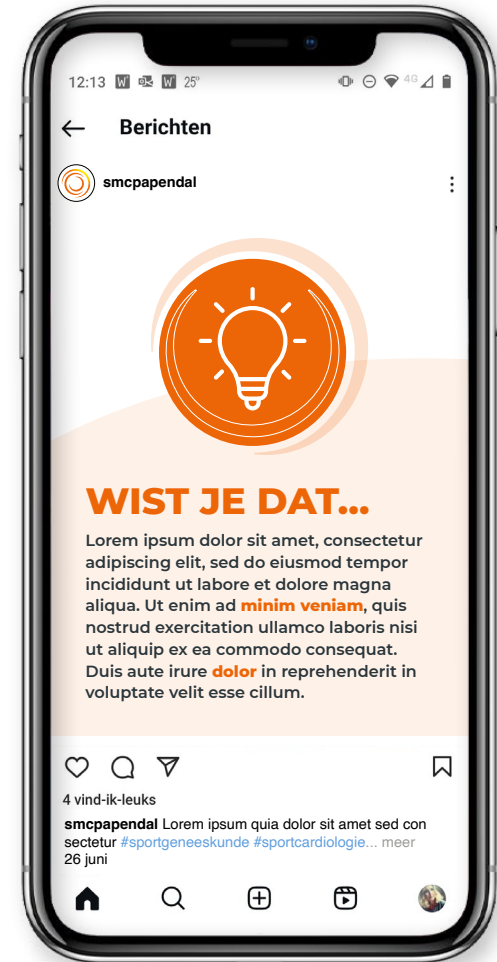 12:13 W W 25° 4G
Berichten
smcpapendal
WIST JE DAT...
Lorem ipsum dolor sit amet, consectetur
adipiscing elit, sed do eiusmod tempor
incididunt ut labore et dolore magna
aliqua. Ut enim ad minim veniam, quis
nostrud exercitation ullamco laboris nisi
ut aliquip ex ea commodo consequat.
Duis aute irure dolor in reprehenderit in
voluptate velit esse cillum.
4 vind-ik-leuks
smcpapendal Lorem ipsum quia dolor sit amet sed con
sectetur #sportgeneeskunde #sportcardiologie... meer
26 juni